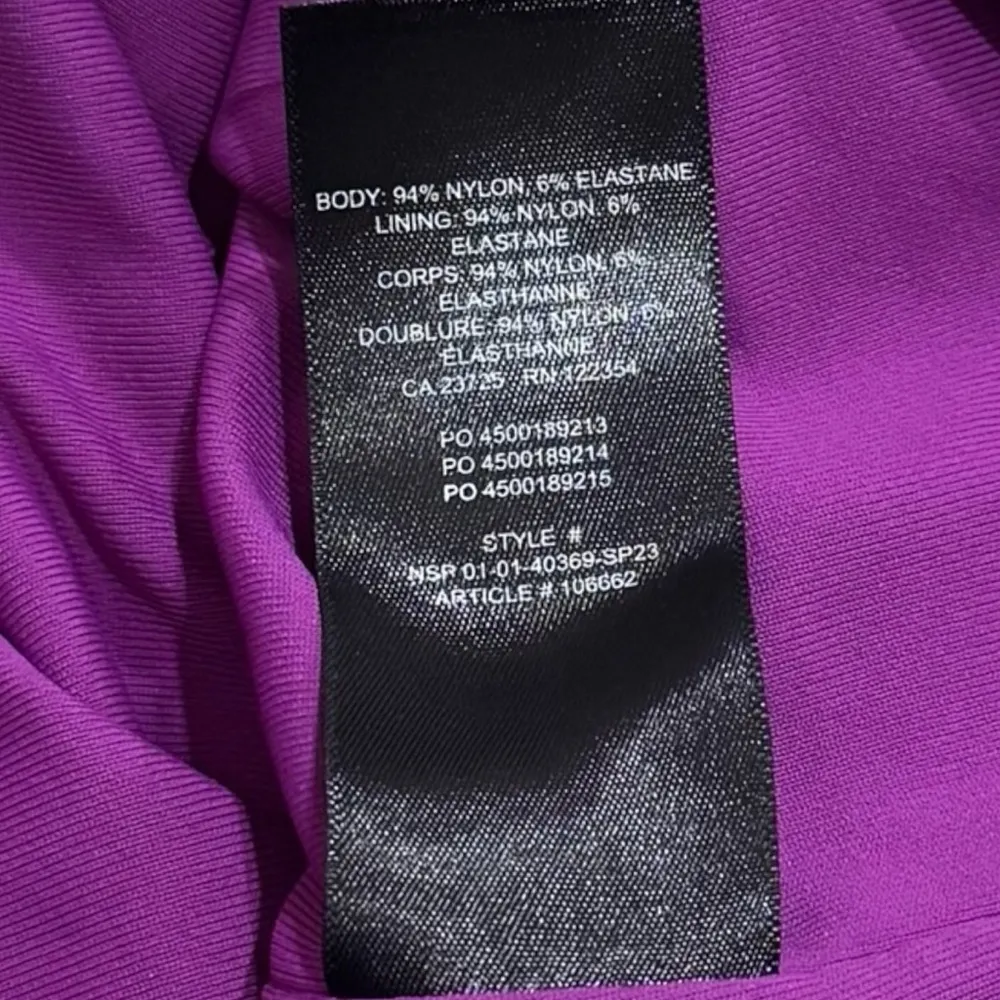 BODY: 94% NYLON, 6% ELASTANE
LINING: 94% NYLON, 6%
ELASTANE
CORPS: 94% NYLON, 6%
ELASTHANNE
DOUBLURE: 94% NYLON, 6%
ELASTHANNE
CA 23725 RN 122354
PO 4500189213
PO 4500189214
PO 4500189215
STYLE #
NSP 01-01-40369-SP23
ARTICLE # 106662